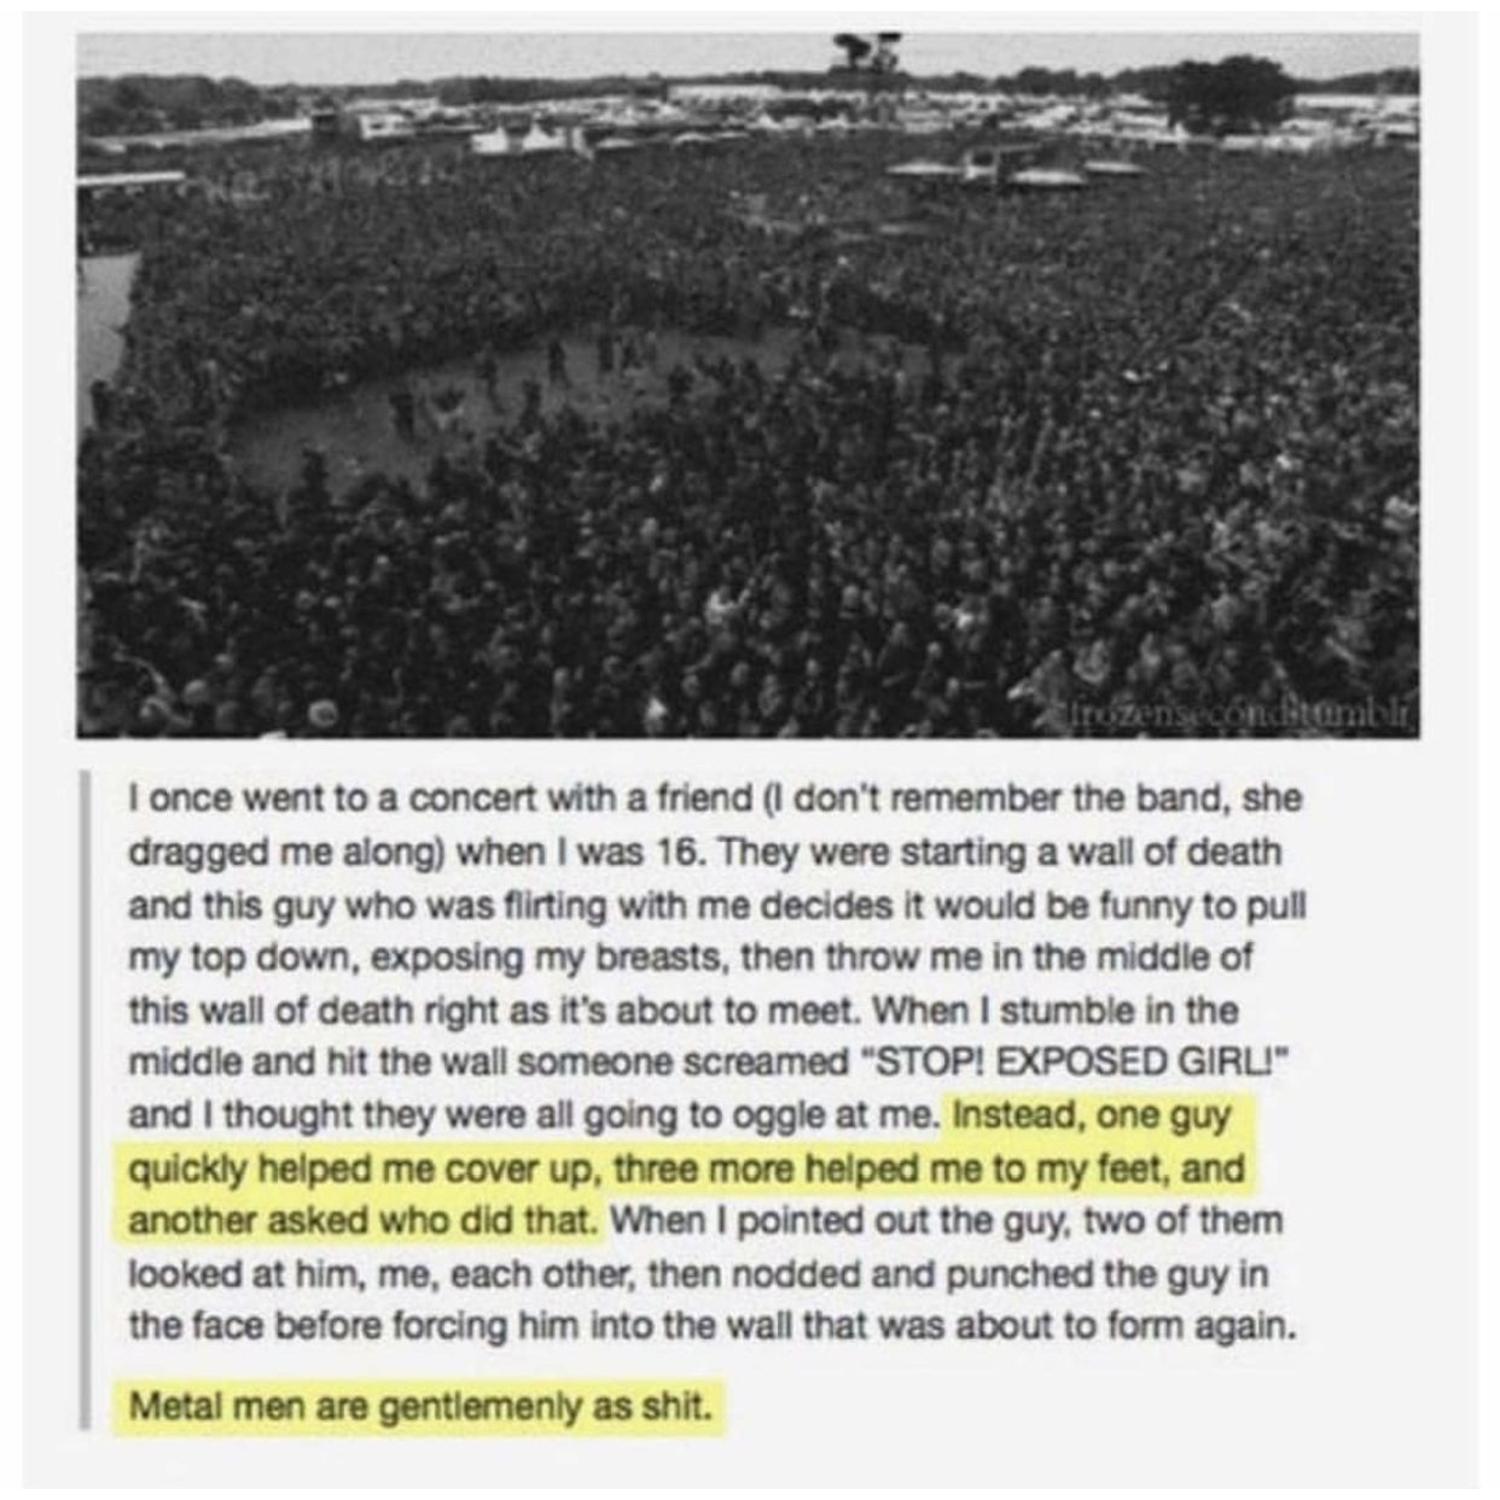 frozensecond.tumblr
I once went to a concert with a friend (I don't remember the band, she
dragged me along) when I was 16. They were starting a wall of death
and this guy who was flirting with me decides it would be funny to pull
my top down, exposing my breasts, then throw me in the middle of
this wall of death right as it's about to meet. When I stumble in the
middle and hit the wall someone screamed "STOP! EXPOSED GIRL!"
and I thought they were all going to oggle at me. Instead, one guy
quickly helped me cover up, three more helped me to my feet, and
another asked who did that. When I pointed out the guy, two of them
looked at him, me, each other, then nodded and punched the guy in
the face before forcing him into the wall that was about to form again.
Metal men are gentlemenly as shit.